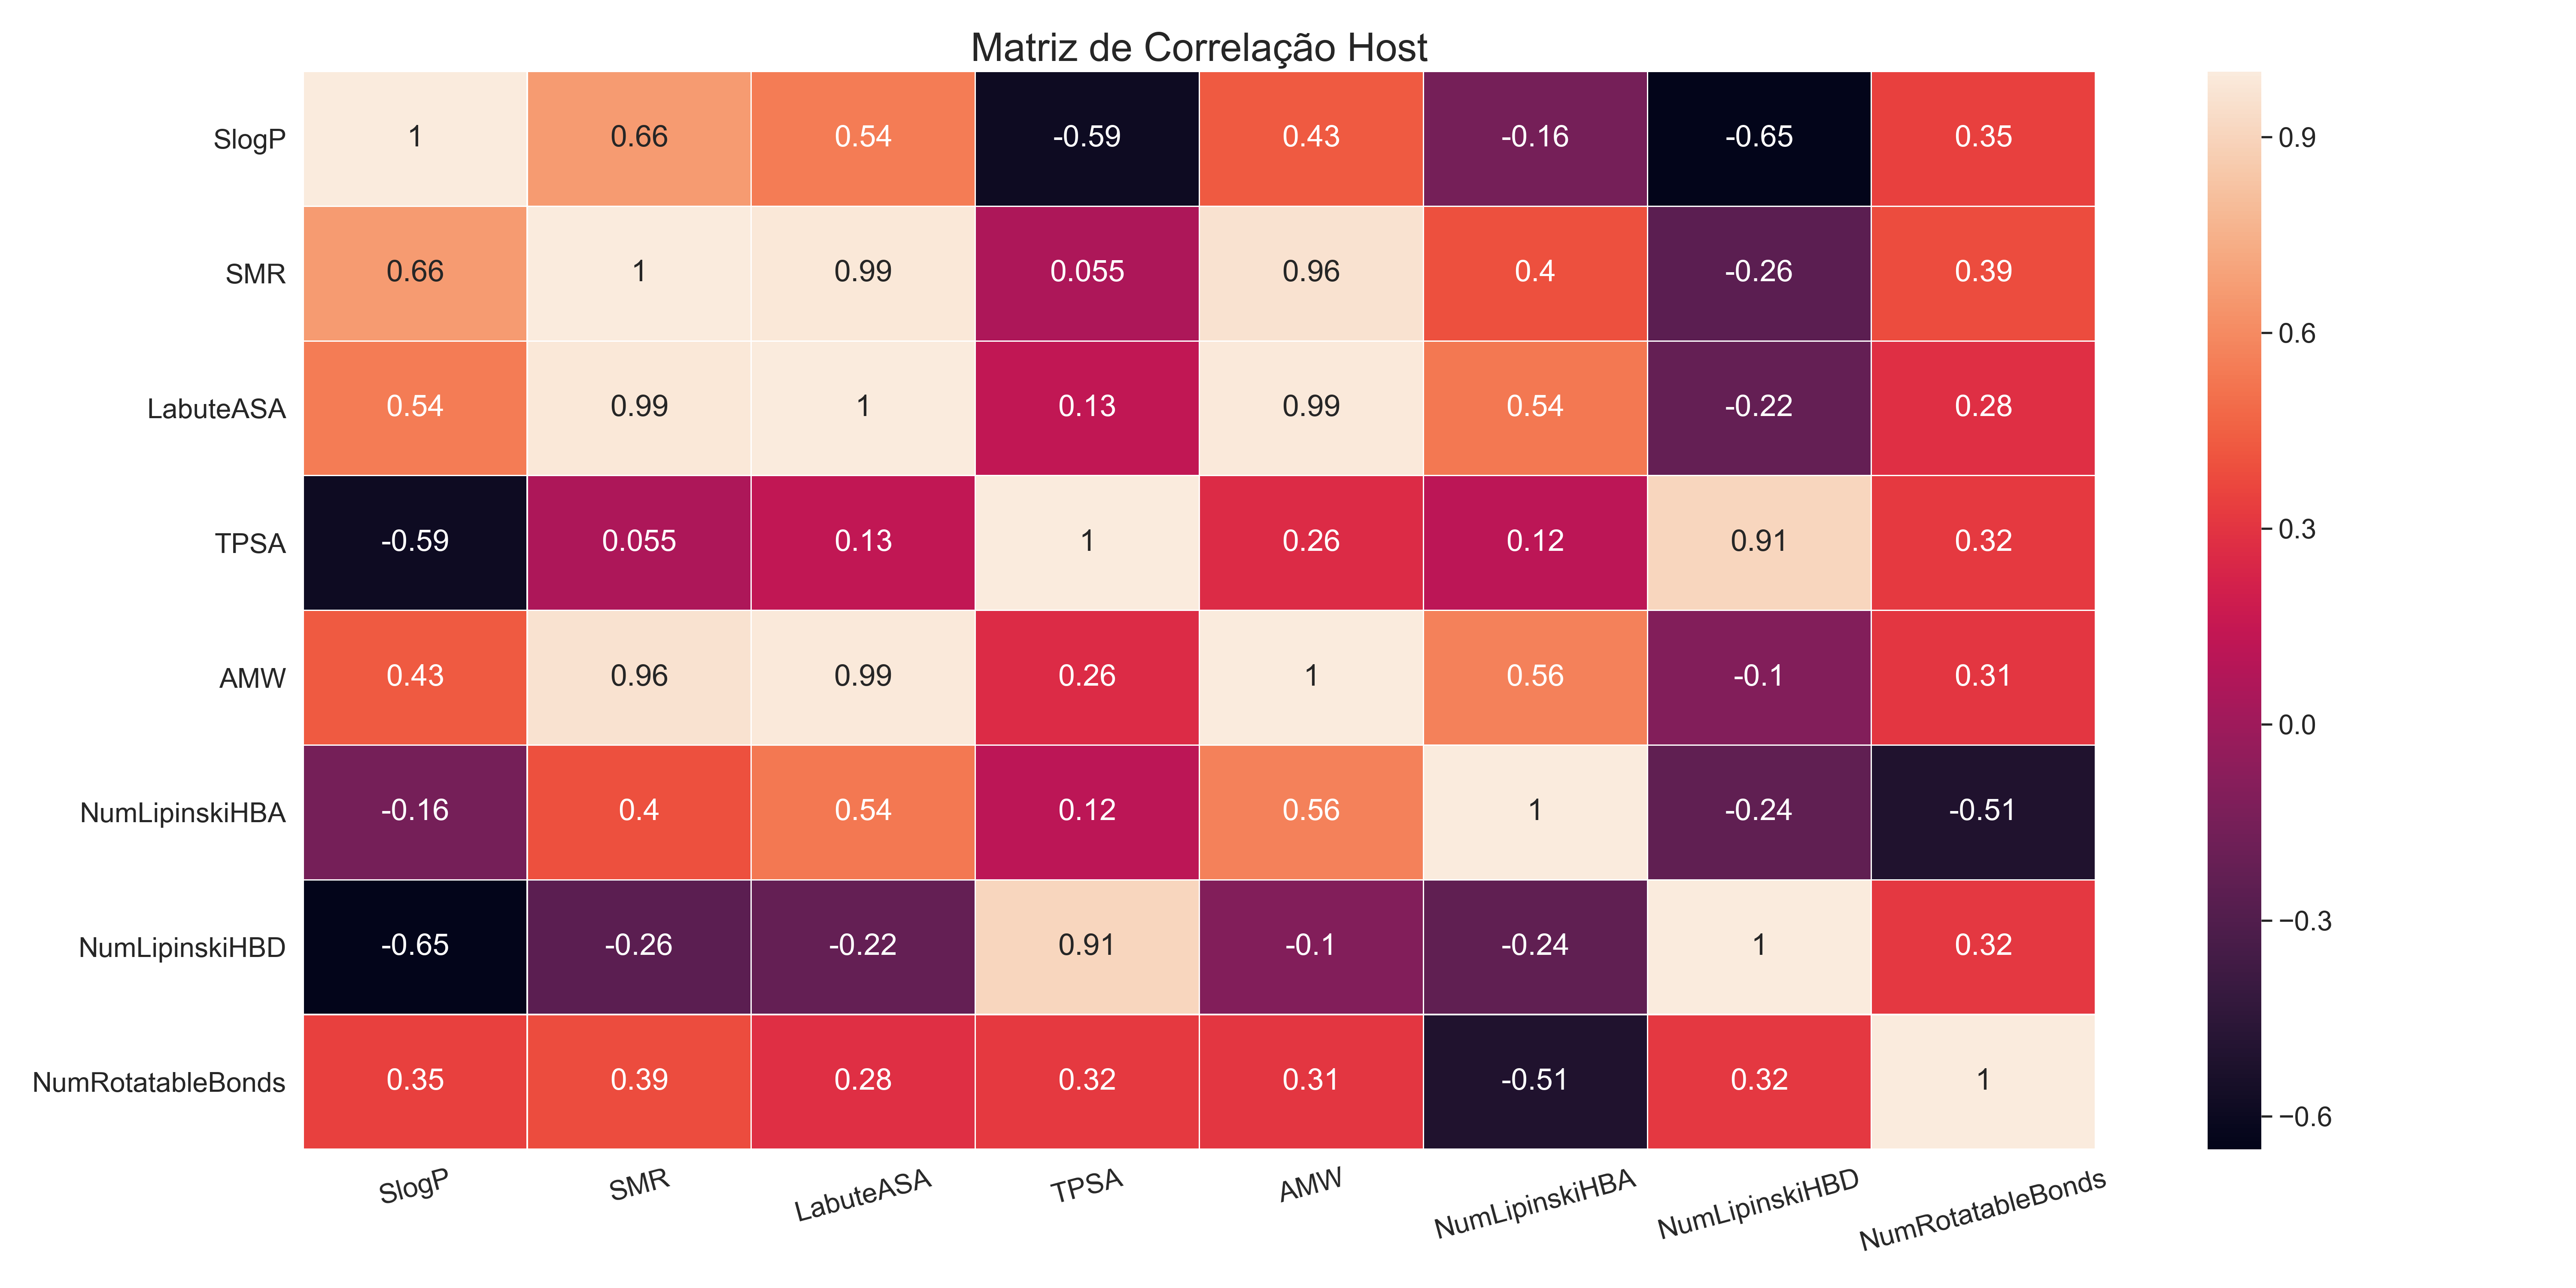 Matriz de Correlação Host
SlogP 1 0.66 0.54 -0.59 0.43 -0.16 -0.65 0.35
SMR 0.66 1 0.99 0.055 0.96 0.4 -0.26 0.39
LabuteASA 0.54 0.99 1 0.13 0.99 0.54 -0.22 0.28
TPSA -0.59 0.055 0.13 1 0.26 0.12 0.91 0.32
AMW 0.43 0.96 0.99 0.26 1 0.56 -0.1 0.31
NumLipinskiHBA -0.16 0.4 0.54 0.12 0.56 1 -0.24 -0.51
NumLipinskiHBD -0.65 -0.26 -0.22 0.91 -0.1 -0.24 1 0.32
NumRotatableBonds 0.35 0.39 0.28 0.32 0.31 -0.51 0.32 1
SlogP SMR LabuteASA TPSA AMW NumLipinskiHBA NumLipinskiHBD NumRotatableBonds
0.9
0.6
0.3
0.0
−0.3
−0.6